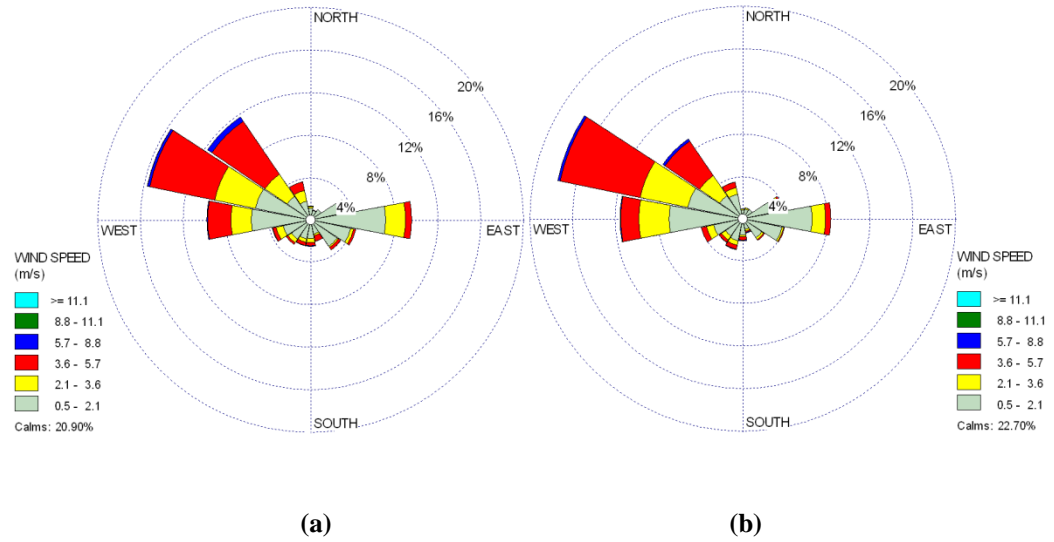 NORTH
20%
16%
12%
8%
4%
WEST
EAST
SOUTH
WIND SPEED
(m/s)
>= 11.1
8.8 - 11.1
5.7 - 8.8
3.6 - 5.7
2.1 - 3.6
0.5 - 2.1
Calms: 20.90%
(a)
NORTH
20%
16%
12%
8%
4%
WEST
EAST
SOUTH
WIND SPEED
(m/s)
>= 11.1
8.8 - 11.1
5.7 - 8.8
3.6 - 5.7
2.1 - 3.6
0.5 - 2.1
Calms: 22.70%
(b)